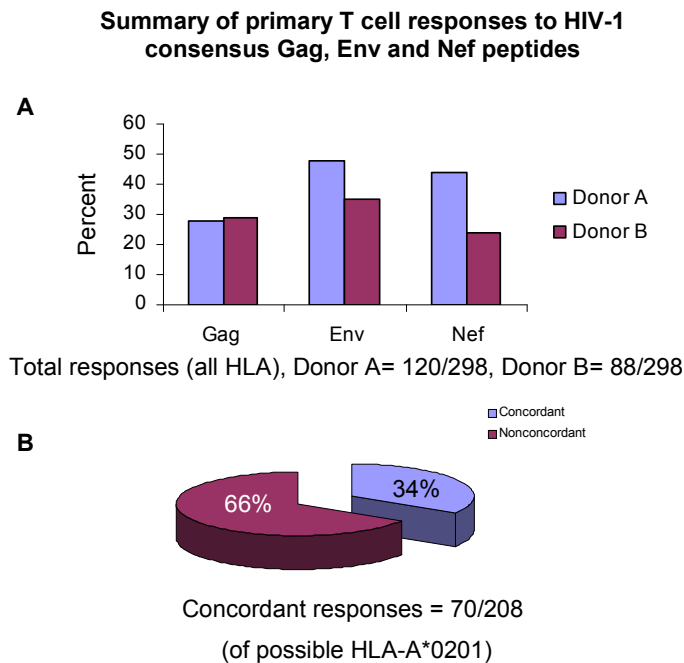 Summary of primary T cell responses to HIV-1
consensus Gag, Env and Nef peptides
A
Percent
60
50
40
30
20
10
0
Gag Env Nef
Donor A
Donor B
Total responses (all HLA), Donor A= 120/298, Donor B= 88/298
Concordant
Nonconcordant
B
66%
34%
Concordant responses = 70/208
(of possible HLA-A*0201)